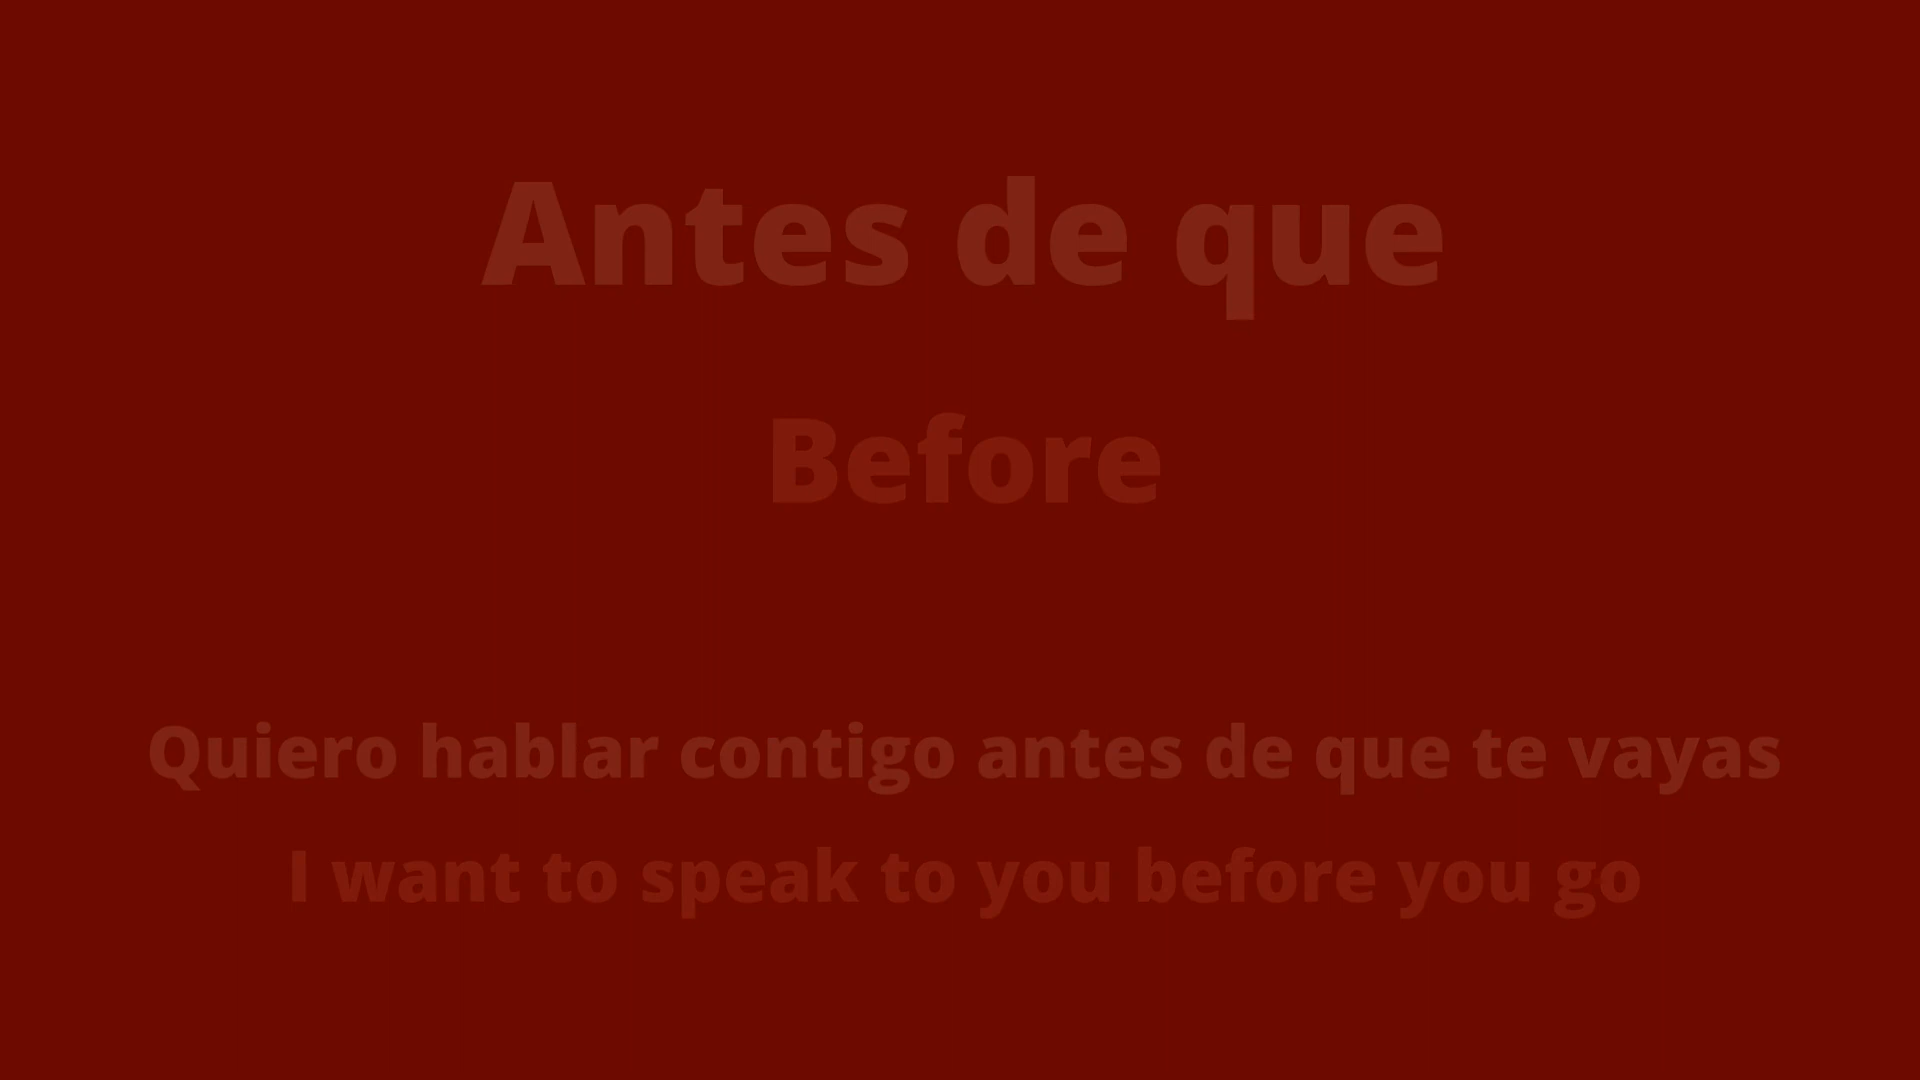 Antes de que
Before
Quiero hablar contigo antes de que te vayas
I want to speak to you before you go